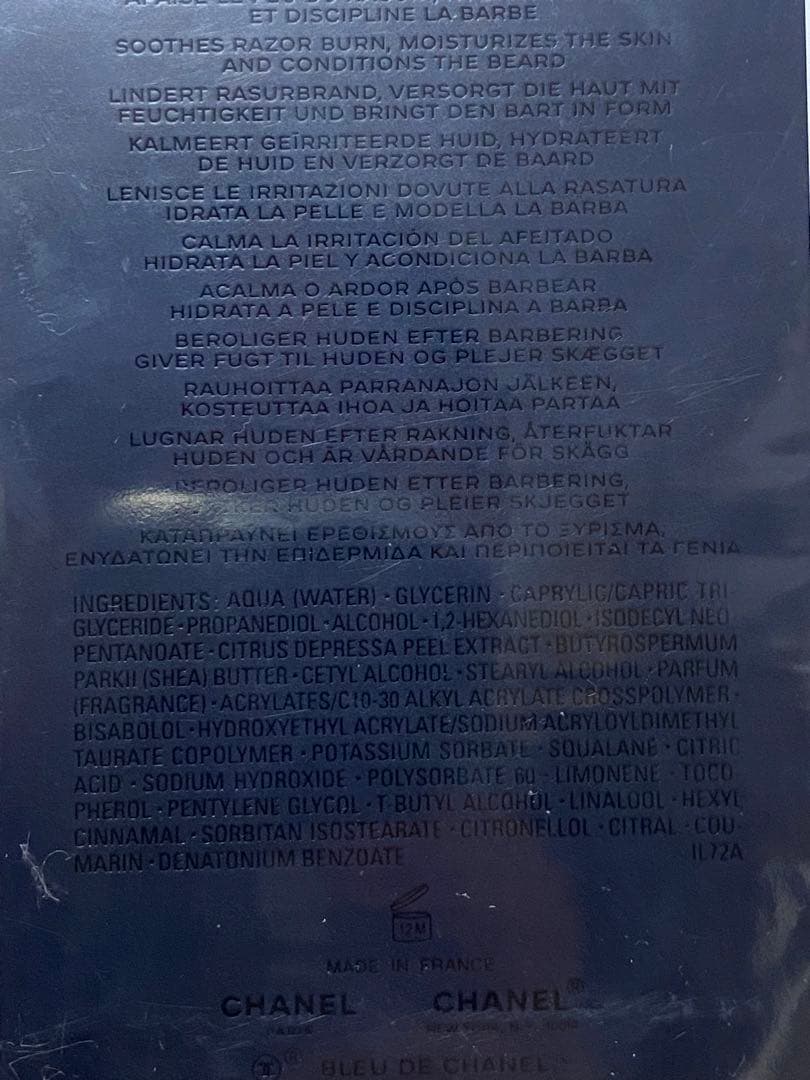 ET DISCIPLINE LA BARBE
SOOTHES RAZOR BURN, MOISTURIZES THE SKIN
AND CONDITIONS THE BEARD
LINDERT RASURBRAND, VERSORGT DIE HAUT MIT
FEUCHTIGKEIT UND BRINGT DEN BART IN FORM
KALMEERT GEÏRRITEERDE HUID, HYDRATEERT
DE HUID EN VERZORGT DE BAARD
LENISCE LE IRRITAZIONI DOVUTE ALLA RASATURA
IDRATA LA PELLE E MODELLA LA BARBA
CALMA LA IRRITACIÓN DEL AFEITADO
HIDRATA LA PIEL Y ACONDICIONA LA BARBA
ACALMA O ARDOR APÓS BARBEAR
HIDRATA A PELE E DISCIPLINA A BARBA
BEROLIGER HUDEN EFTER BARBERING
GIVER FUGT TIL HUDEN OG PLEJER SKÆGGET
RAUHOITTAA PARRANAJON JÄLKEEN,
KOSTEUTTAA IHOA JA HOITAA PARTAA
LUGNAR HUDEN EFTER RAKNING, ÅTERFUKTAR
HUDEN OCH ÄR VÅRDANDE FÖR SKÄGG
BEROLIGER HUDEN ETTER BARBERING,
HUDEN OG PLEIER SKJEGGET
ΚΑΤΑΠΡΑΫΝΕΙ ΕΡΕΘΙΣΜΟΥΣ ΑΠΟ ΤΟ ΞΥΡΙΣΜΑ,
ΕΝΥΔΑΤΩΝΕΙ ΤΗΝ ΕΠΙΔΕΡΜΙΔΑ ΚΑΙ ΠΕΡΙΠΟΙΕΙΤΑΙ ΤΑ ΓΕΝΙΑ
INGREDIENTS: AQUA (WATER) • GLYCERIN • CAPRYLIC/CAPRIC TRI-
GLYCERIDE • PROPANEDIOL • ALCOHOL • 1,2-HEXANEDIOL • ISODECYL NEO-
PENTANOATE • CITRUS DEPRESSA PEEL EXTRACT • BUTYROSPERMUM
PARKII (SHEA) BUTTER • CETYL ALCOHOL • STEARYL ALCOHOL • PARFUM
(FRAGRANCE) • ACRYLATES/C10-30 ALKYL ACRYLATE CROSSPOLYMER •
BISABOLOL • HYDROXYETHYL ACRYLATE/SODIUM ACRYLOYLDIMETHYL
TAURATE COPOLYMER • POTASSIUM SORBATE • SQUALANE • CITRIC
ACID • SODIUM HYDROXIDE • POLYSORBATE 60 • LIMONENE • TOCO-
PHEROL • PENTYLENE GLYCOL • T-BUTYL ALCOHOL • LINALOOL • HEXYL
CINNAMAL • SORBITAN ISOSTEARATE • CITRONELLOL • CITRAL • COU-
MARIN • DENATONIUM BENZOATE IL72A
12M
MADE IN FRANCE
CHANEL CHANEL®
PARIS NEW YORK, N.Y.
® BLEU DE CHANEL